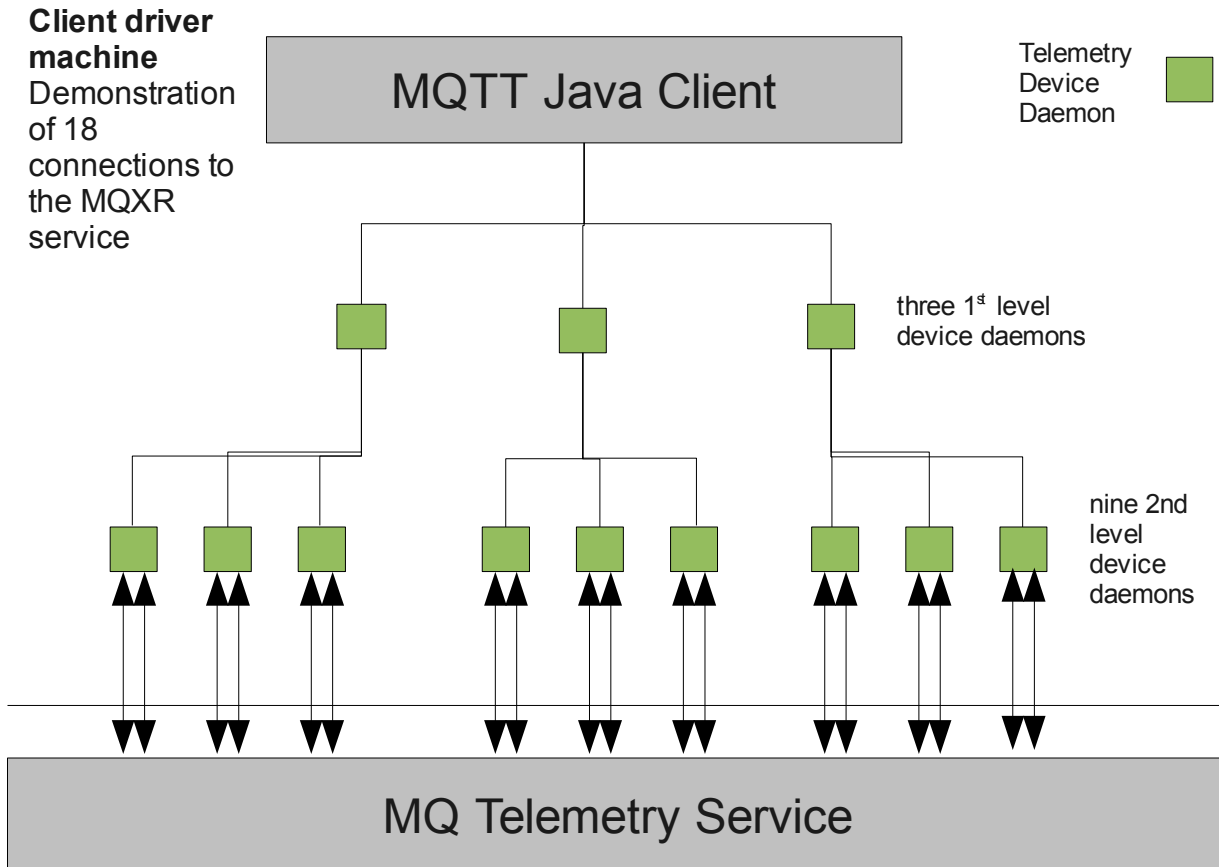 Client driver
machine
Demonstration
of 18
connections to
the MQXR
service
MQTT Java Client
Telemetry
Device
Daemon
three 1st level
device daemons
nine 2nd
level
device
daemons
MQ Telemetry Service